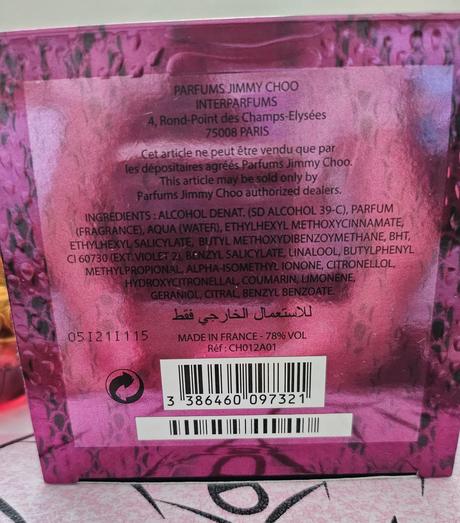 PARFUMS JIMMY CHOO
INTERPARFUMS
4, Rond-Point des Champs-Elysées
75008 PARIS
Cet article ne peut être vendu que par
les dépositaires agréés Parfums Jimmy Choo.
This article may be sold only by
Parfums Jimmy Choo authorized dealers.
INGREDIENTS : ALCOHOL DENAT. (SD ALCOHOL 39-C), PARFUM
(FRAGRANCE), AQUA (WATER), ETHYLHEXYL METHOXYCINNAMATE,
ETHYLHEXYL SALICYLATE, BUTYL METHOXYDIBENZOYMETHANE, BHT,
CI 60730 (EXT. VIOLET 2), BENZYL SALICYLATE, LINALOOL, BUTYLPHENYL
METHYLPROPIONAL, ALPHA-ISOMETHYL IONONE, CITRONELLOL,
HYDROXYCITRONELLAL, COUMARIN, LIMONENE,
GERANIOL, CITRAL, BENZYL BENZOATE.
للاستعمال الخارجي فقط
05I21I115
MADE IN FRANCE - 78% VOL
Réf : CH012A01
3 386460 097321